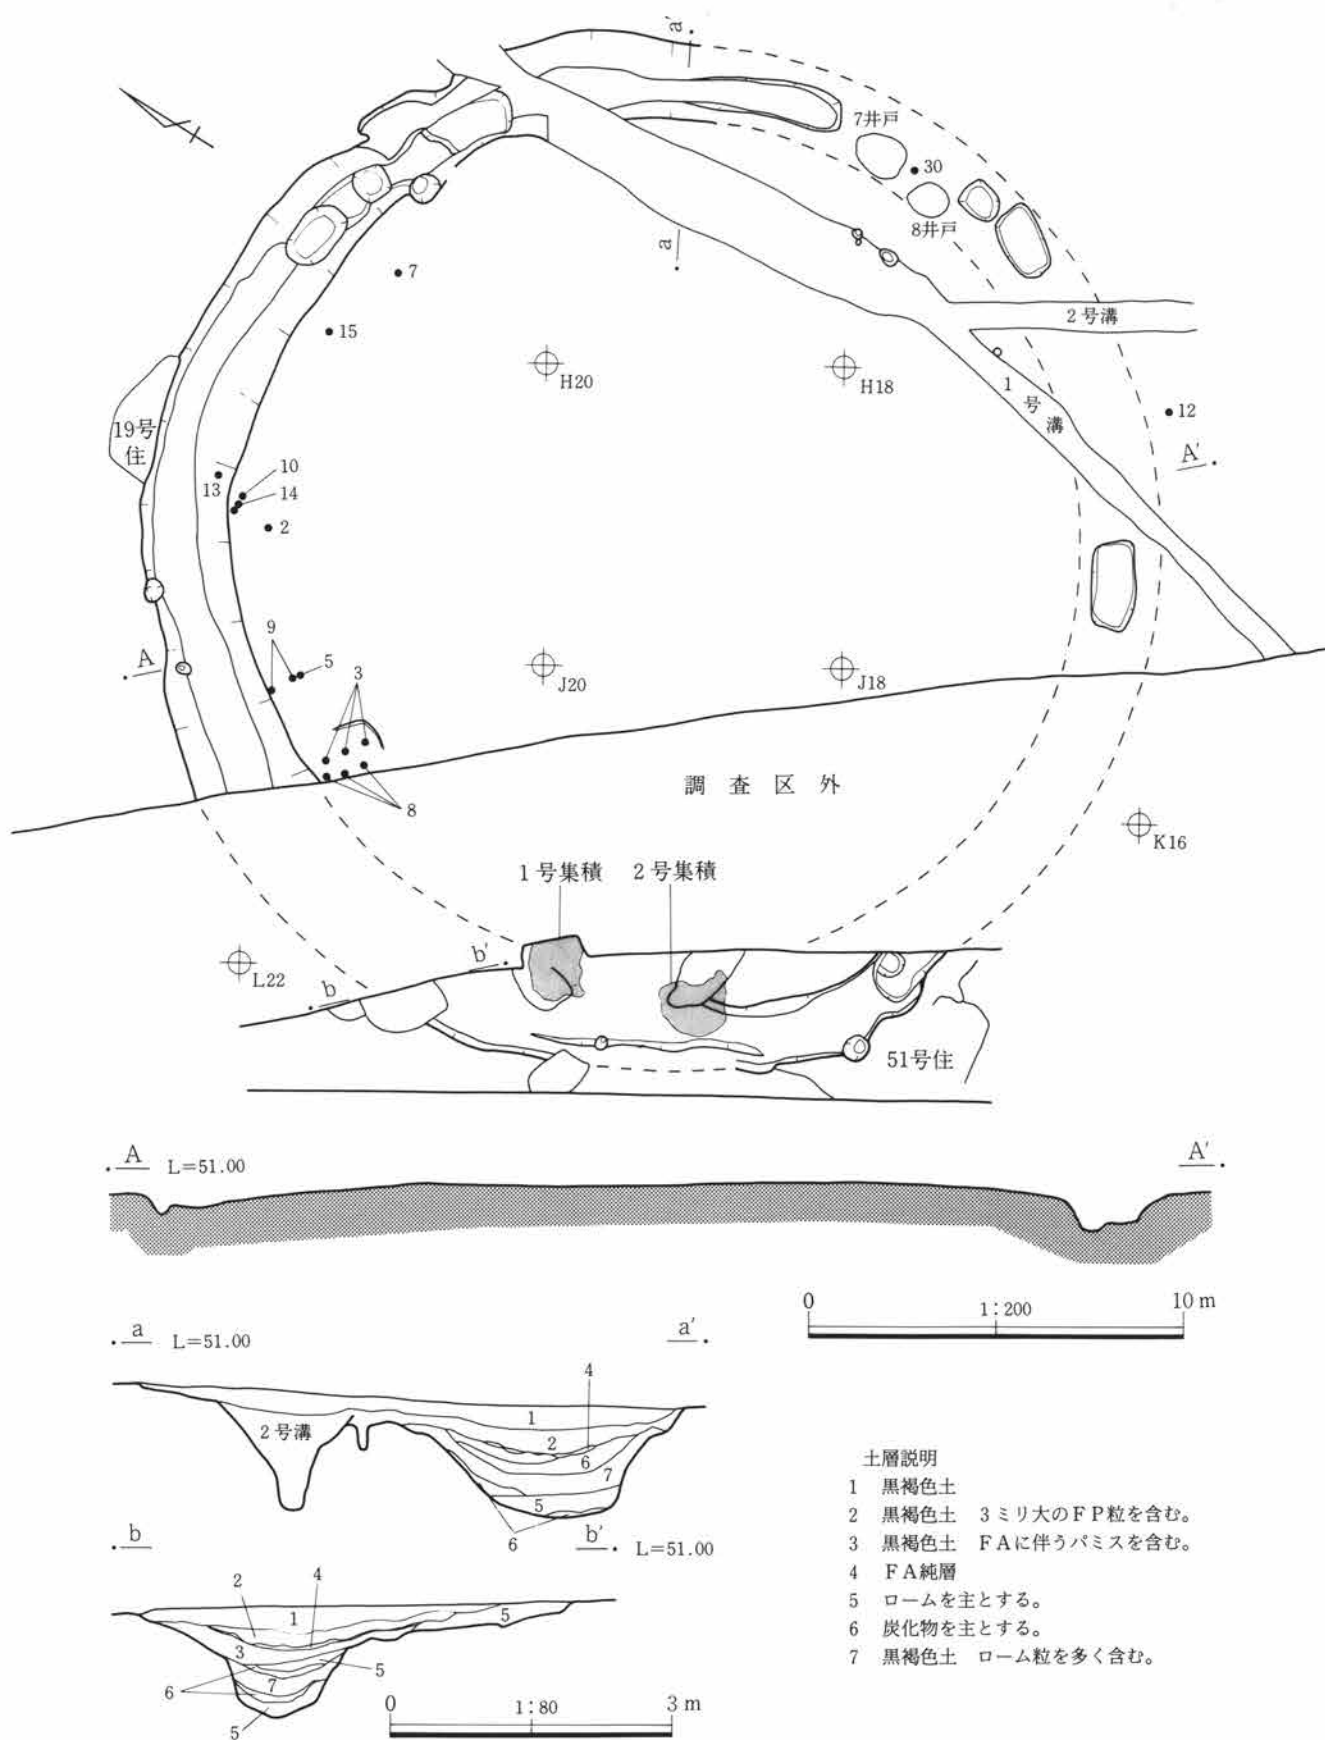 a'
7井戸
30
8井戸
a
7
15
2号溝
H20
H18
1号溝
12
19号住
A'
10
13
14
2
9
5
3
A
J20
J18
8
調査区外
K16
1号集積 2号集積
b'
L22
b
51号住
A L=51.00 A'
0 1:200 10m
a L=51.00 a'
4
1
2号溝
2
6
7
5
6
b b' L=51.00
2 4
1
5
3
5
7
6
5
0 1:80 3m
土層説明
1 黒褐色土
2 黒褐色土 3ミリ大のFP粒を含む。
3 黒褐色土 FAに伴うパミスを含む。
4 FA純層
5 ロームを主とする。
6 炭化物を主とする。
7 黒褐色土 ローム粒を多く含む。